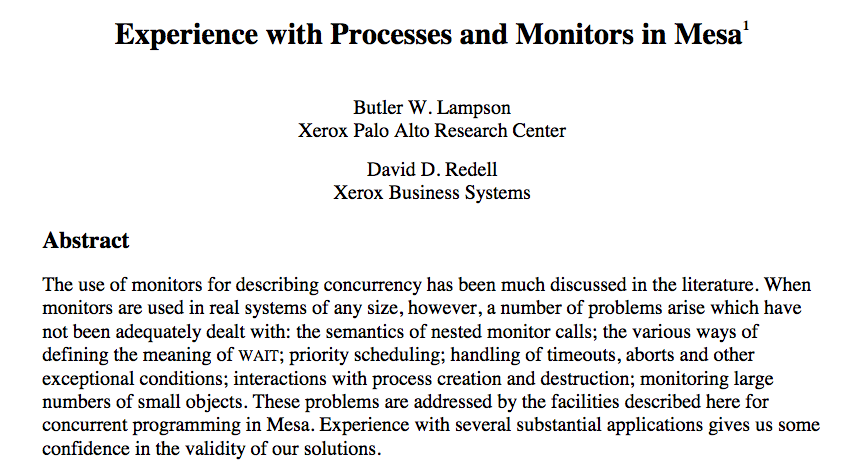 Experience with Processes and Monitors in Mesa¹
Butler W. Lampson
Xerox Palo Alto Research Center
David D. Redell
Xerox Business Systems
Abstract
The use of monitors for describing concurrency has been much discussed in the literature. When
monitors are used in real systems of any size, however, a number of problems arise which have
not been adequately dealt with: the semantics of nested monitor calls; the various ways of
defining the meaning of WAIT; priority scheduling; handling of timeouts, aborts and other
exceptional conditions; interactions with process creation and destruction; monitoring large
numbers of small objects. These problems are addressed by the facilities described here for
concurrent programming in Mesa. Experience with several substantial applications gives us some
confidence in the validity of our solutions.